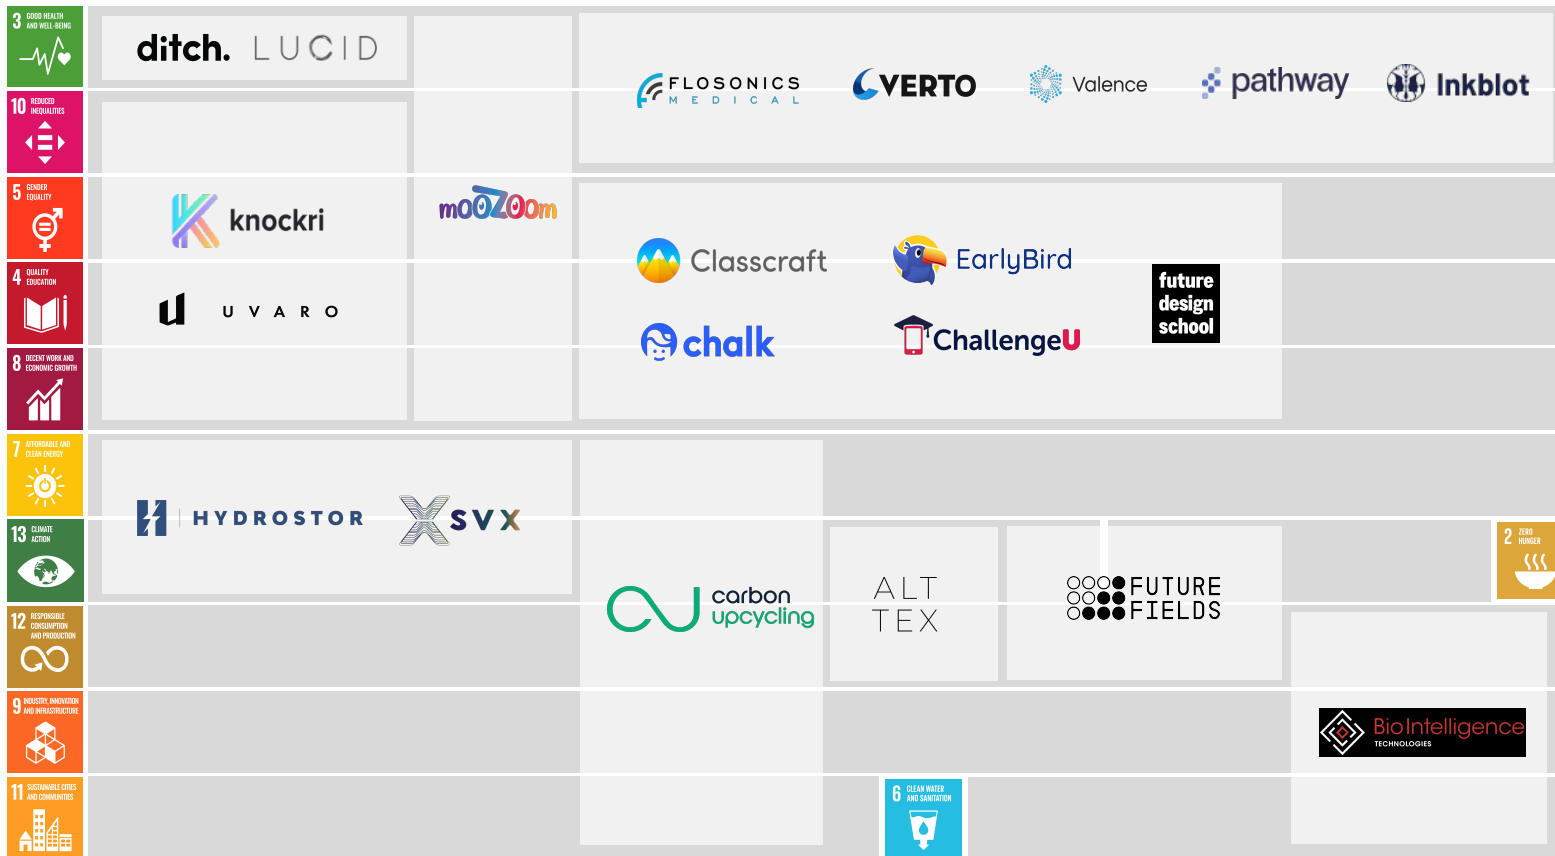 3 GOOD HEALTH
AND WELL-BEING
ditch. LUCID
FLOSONICS
MEDICAL
VERTO
Valence
pathway
Inkblot
10 REDUCED
INEQUALITIES
5 GENDER
EQUALITY
knockri
mooZoom
Classcraft
EarlyBird
4 QUALITY
EDUCATION
UVARO
chalk
ChallengeU
future
design
school
8 DECENT WORK AND
ECONOMIC GROWTH
7 AFFORDABLE AND
CLEAN ENERGY
HYDROSTOR
SVX
13 CLIMATE
ACTION
2 ZERO
HUNGER
carbon
upcycling
ALT
TEX
FUTURE
FIELDS
12 RESPONSIBLE
CONSUMPTION
AND PRODUCTION
9 INDUSTRY, INNOVATION
AND INFRASTRUCTURE
BioIntelligence
TECHNOLOGIES
11 SUSTAINABLE CITIES
AND COMMUNITIES
6 CLEAN WATER
AND SANITATION